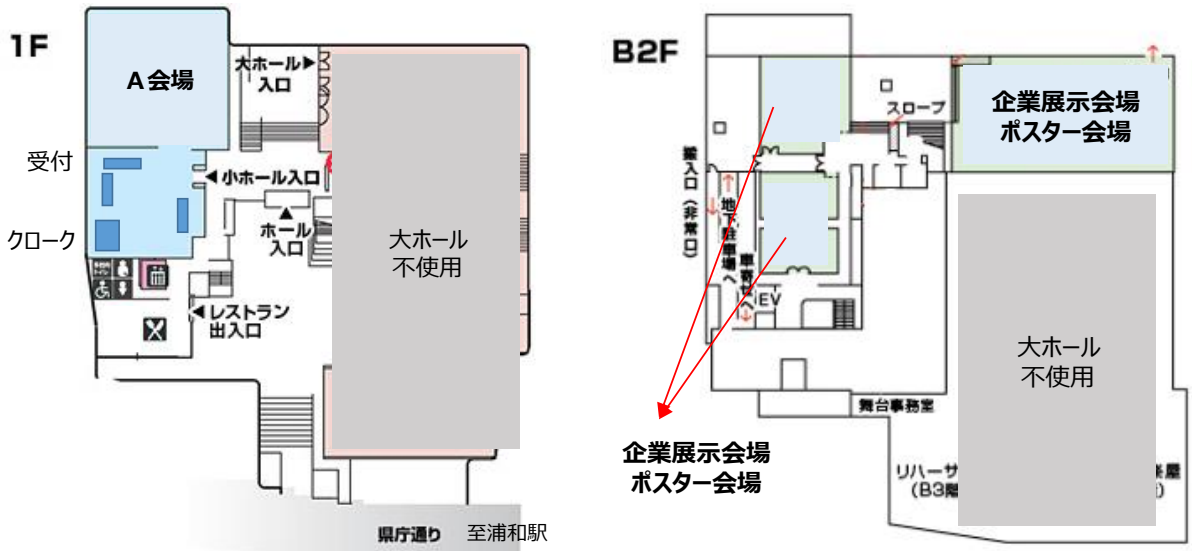 1F
A会場
大ホール▶
入口
受付
◀小ホール入口
クローク
▲
ホール
入口
大ホール
不使用
◀レストラン
出入口
県庁通り
至浦和駅
B2F
企業展示会場
ポスター会場
スロープ
搬入口(非常口)
地下駐車場へ
車寄せへ
EV
大ホール
不使用
舞台事務室
企業展示会場
ポスター会場
リハーサ
(B3階
屋
)